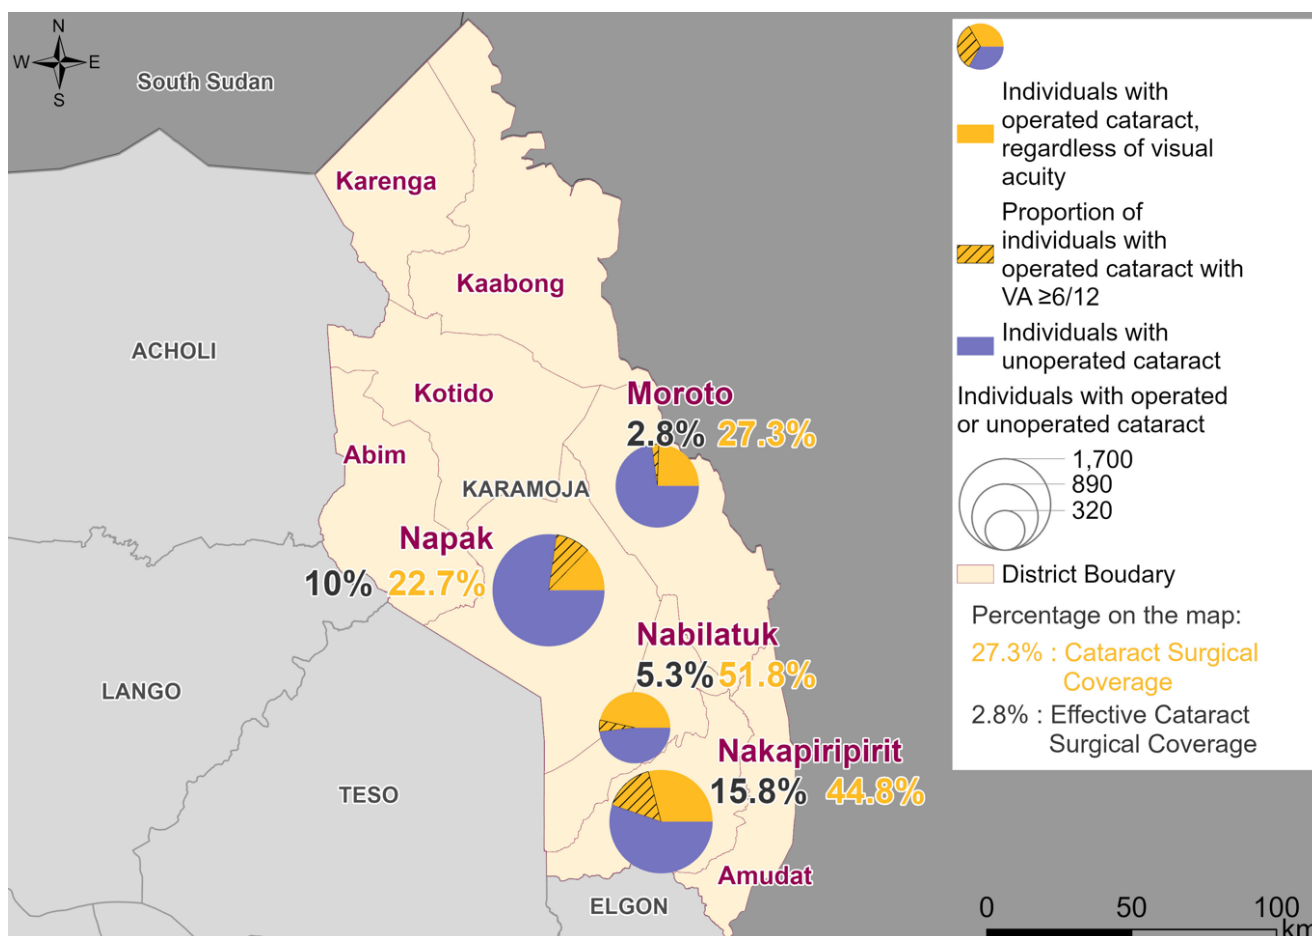 N
W E
S
South Sudan
Karenga
Kaabong
ACHOLI
Kotido
Moroto
2.8% 27.3%
Abim
KARAMOJA
Napak
10% 22.7%
Nabilatuk
5.3% 51.8%
LANGO
Nakapiripirit
15.8% 44.8%
TESO
Amudat
ELGON
Individuals with
operated cataract,
regardless of visual
acuity
Proportion of
individuals with
operated cataract with
VA ≥6/12
Individuals with
unoperated cataract
Individuals with operated
or unoperated cataract
1,700
890
320
District Boudary
Percentage on the map:
27.3% : Cataract Surgical
Coverage
2.8% : Effective Cataract
Surgical Coverage
0 50 100
km